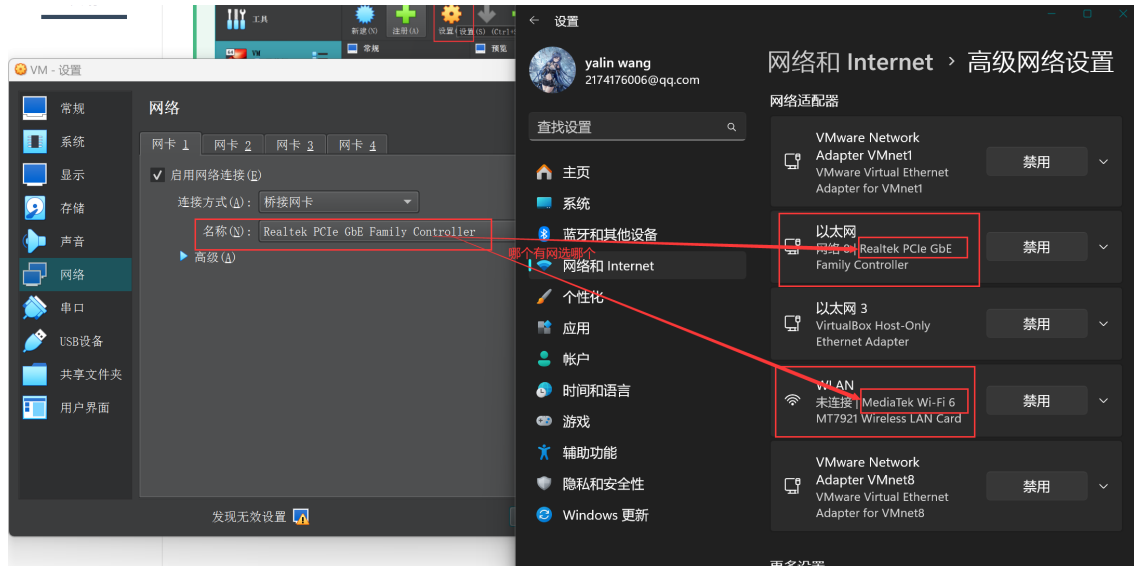 工具
新建(N)
注册(A)
设置(
设置(S) (Ctrl+S
常规
预览
VM
VM - 设置
常规
系统
显示
存储
声音
网络
串口
USB设备
共享文件夹
用户界面
网络
网卡 1
网卡 2
网卡 3
网卡 4
启用网络连接(E)
连接方式(A):
桥接网卡
名称(N):
Realtek PCIe GbE Family Controller
高级(A)
发现无效设置
哪个有网选哪个
设置
yalin wang
2174176006@qq.com
查找设置
主页
系统
蓝牙和其他设备
网络和 Internet
个性化
应用
帐户
时间和语言
游戏
辅助功能
隐私和安全性
Windows 更新
网络和 Internet › 高级网络设置
网络适配器
VMware Network
Adapter VMnet1
VMware Virtual Ethernet
Adapter for VMnet1
禁用
以太网
网络 | Realtek PCIe GbE
Family Controller
禁用
以太网 3
VirtualBox Host-Only
Ethernet Adapter
禁用
WLAN
未连接 | MediaTek Wi-Fi 6
MT7921 Wireless LAN Card
禁用
VMware Network
Adapter VMnet8
VMware Virtual Ethernet
Adapter for VMnet8
禁用
更多设置